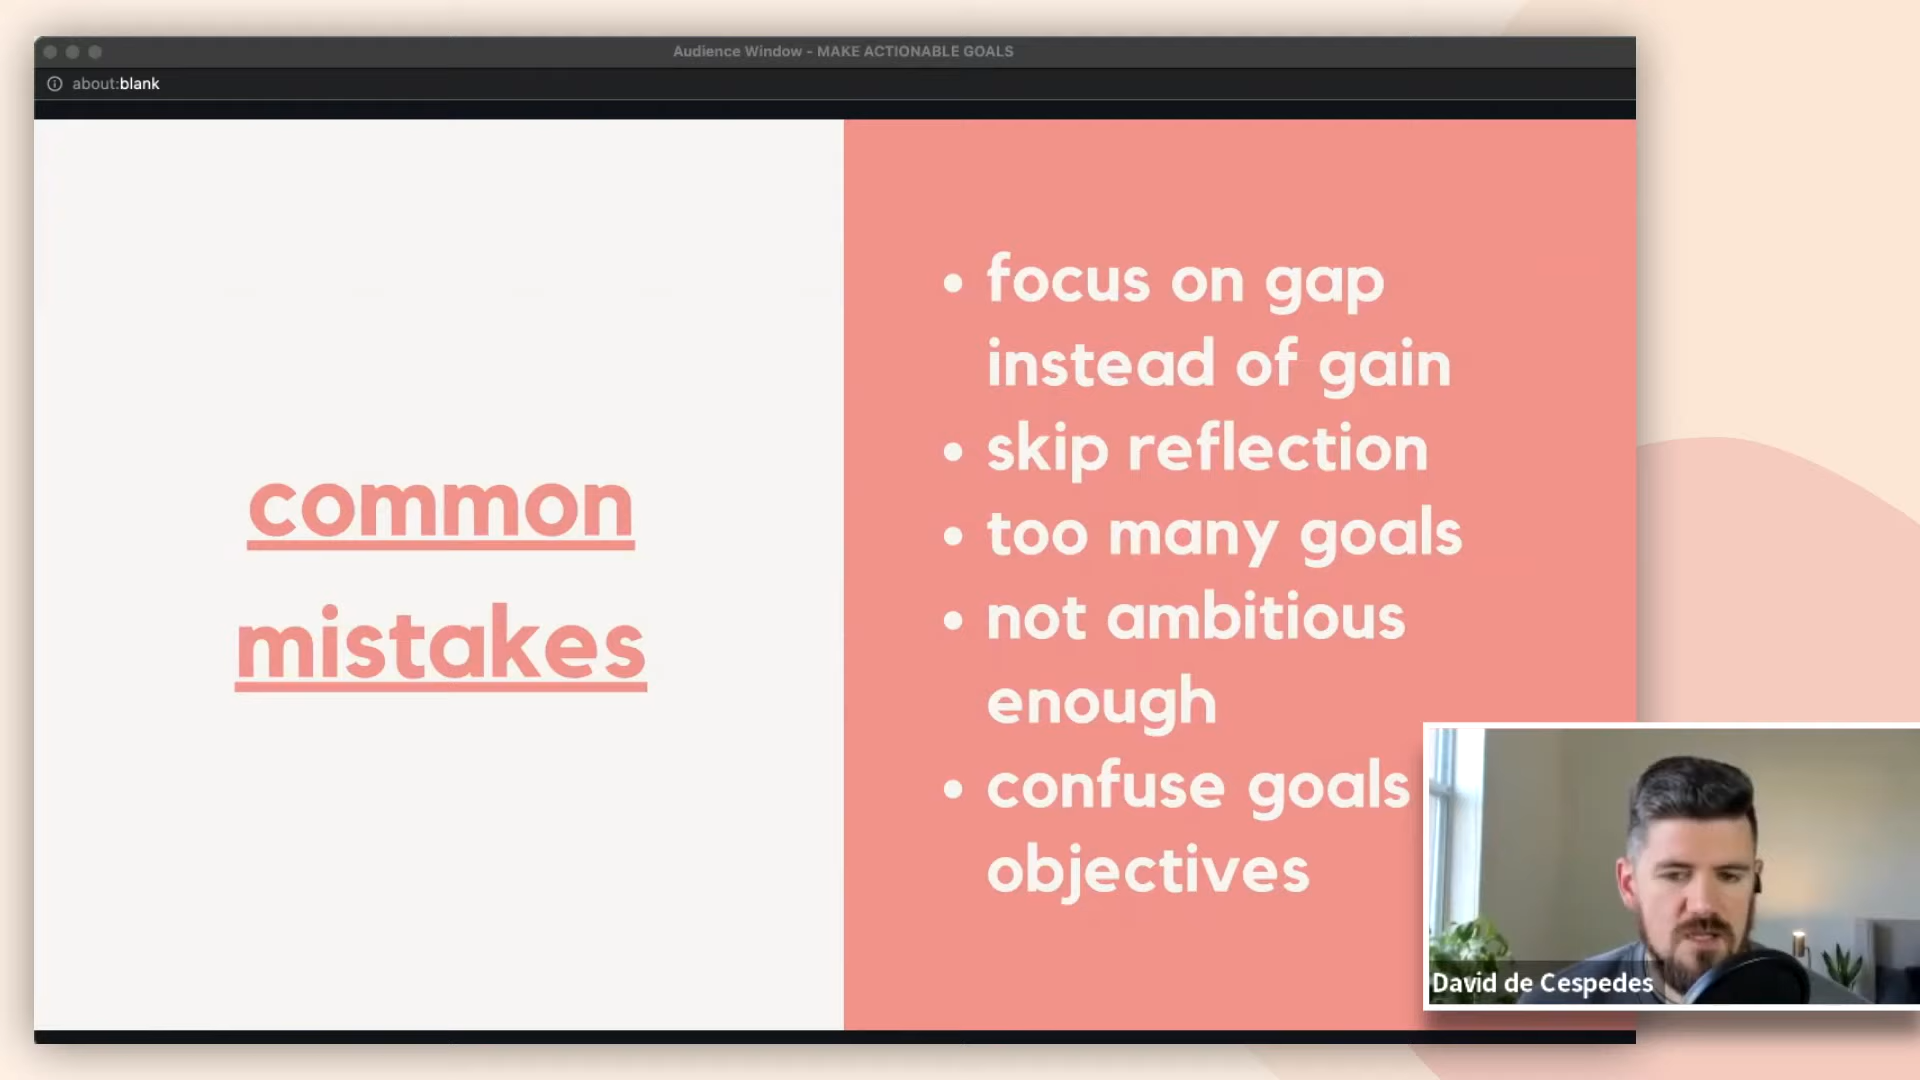 Audience Window - MAKE ACTIONABLE GOALS
about:blank
common
mistakes
• focus on gap
instead of gain
• skip reflection
• too many goals
• not ambitious
enough
• confuse goals
objectives
David de Cespedes